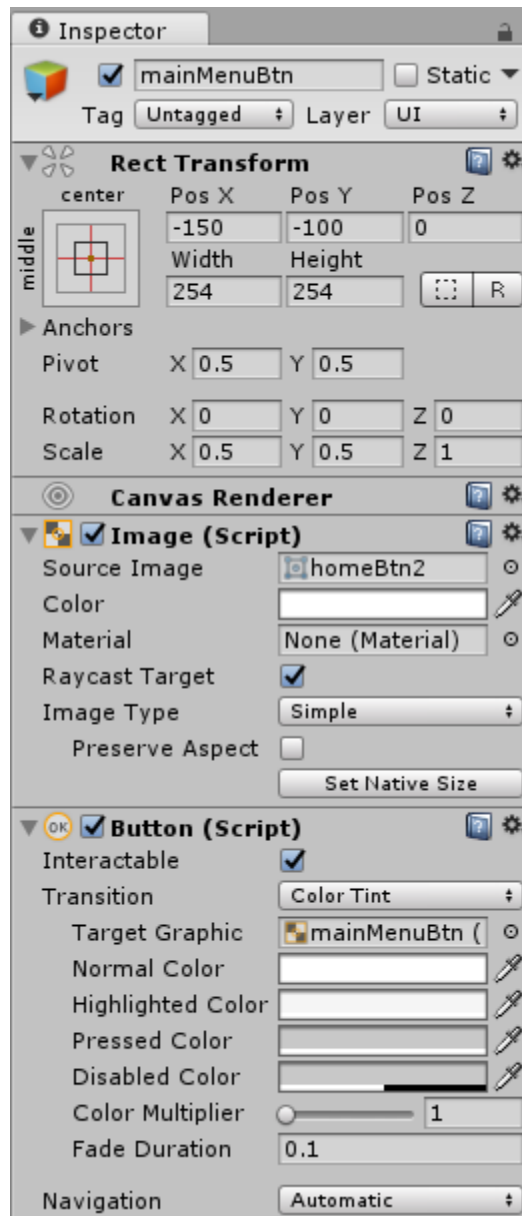 Inspector
mainMenuBtn Static
Tag Untagged Layer UI
Rect Transform
center Pos X Pos Y Pos Z
middle -150 -100 0
Width Height
254 254 R
Anchors
Pivot X 0.5 Y 0.5
Rotation X 0 Y 0 Z 0
Scale X 0.5 Y 0.5 Z 1
Canvas Renderer
Image (Script)
Source Image homeBtn2
Color
Material None (Material)
Raycast Target
Image Type Simple
Preserve Aspect
Set Native Size
OK Button (Script)
Interactable
Transition Color Tint
Target Graphic mainMenuBtn (
Normal Color
Highlighted Color
Pressed Color
Disabled Color
Color Multiplier 1
Fade Duration 0.1
Navigation Automatic